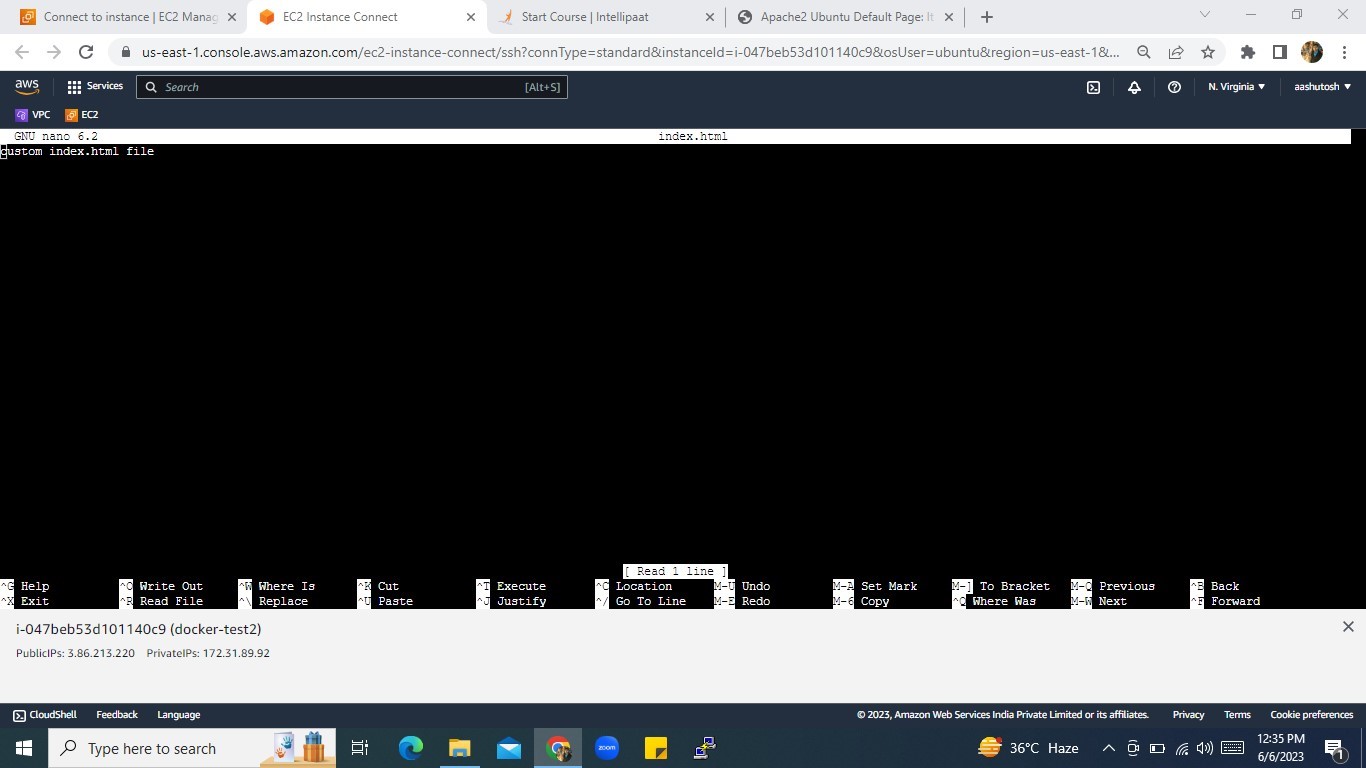 Connect to instance | EC2 Manag
EC2 Instance Connect
Start Course | Intellipaat
Apache2 Ubuntu Default Page: It
us-east-1.console.aws.amazon.com/ec2-instance-connect/ssh?connType=standard&instanceId=i-047beb53d101140c9&osUser=ubuntu&region=us-east-1&...
aws
Services
Search
[Alt+S]
N. Virginia
aashutosh
VPC
EC2
GNU nano 6.2
index.html
custom index.html file
[ Read 1 line ]
^G Help ^O Write Out ^W Where Is ^K Cut ^T Execute ^C Location M-U Undo M-A Set Mark M-] To Bracket M-Q Previous ^B Back
^X Exit ^R Read File ^\ Replace ^U Paste ^J Justify ^/ Go To Line M-E Redo M-6 Copy ^Q Where Was M-W Next ^F Forward
i-047beb53d101140c9 (docker-test2)
PublicIPs: 3.86.213.220 PrivateIPs: 172.31.89.92
CloudShell
Feedback
Language
© 2023, Amazon Web Services India Private Limited or its affiliates.
Privacy
Terms
Cookie preferences
Type here to search
zoom
36°C Haze
12:35 PM
6/6/2023
1